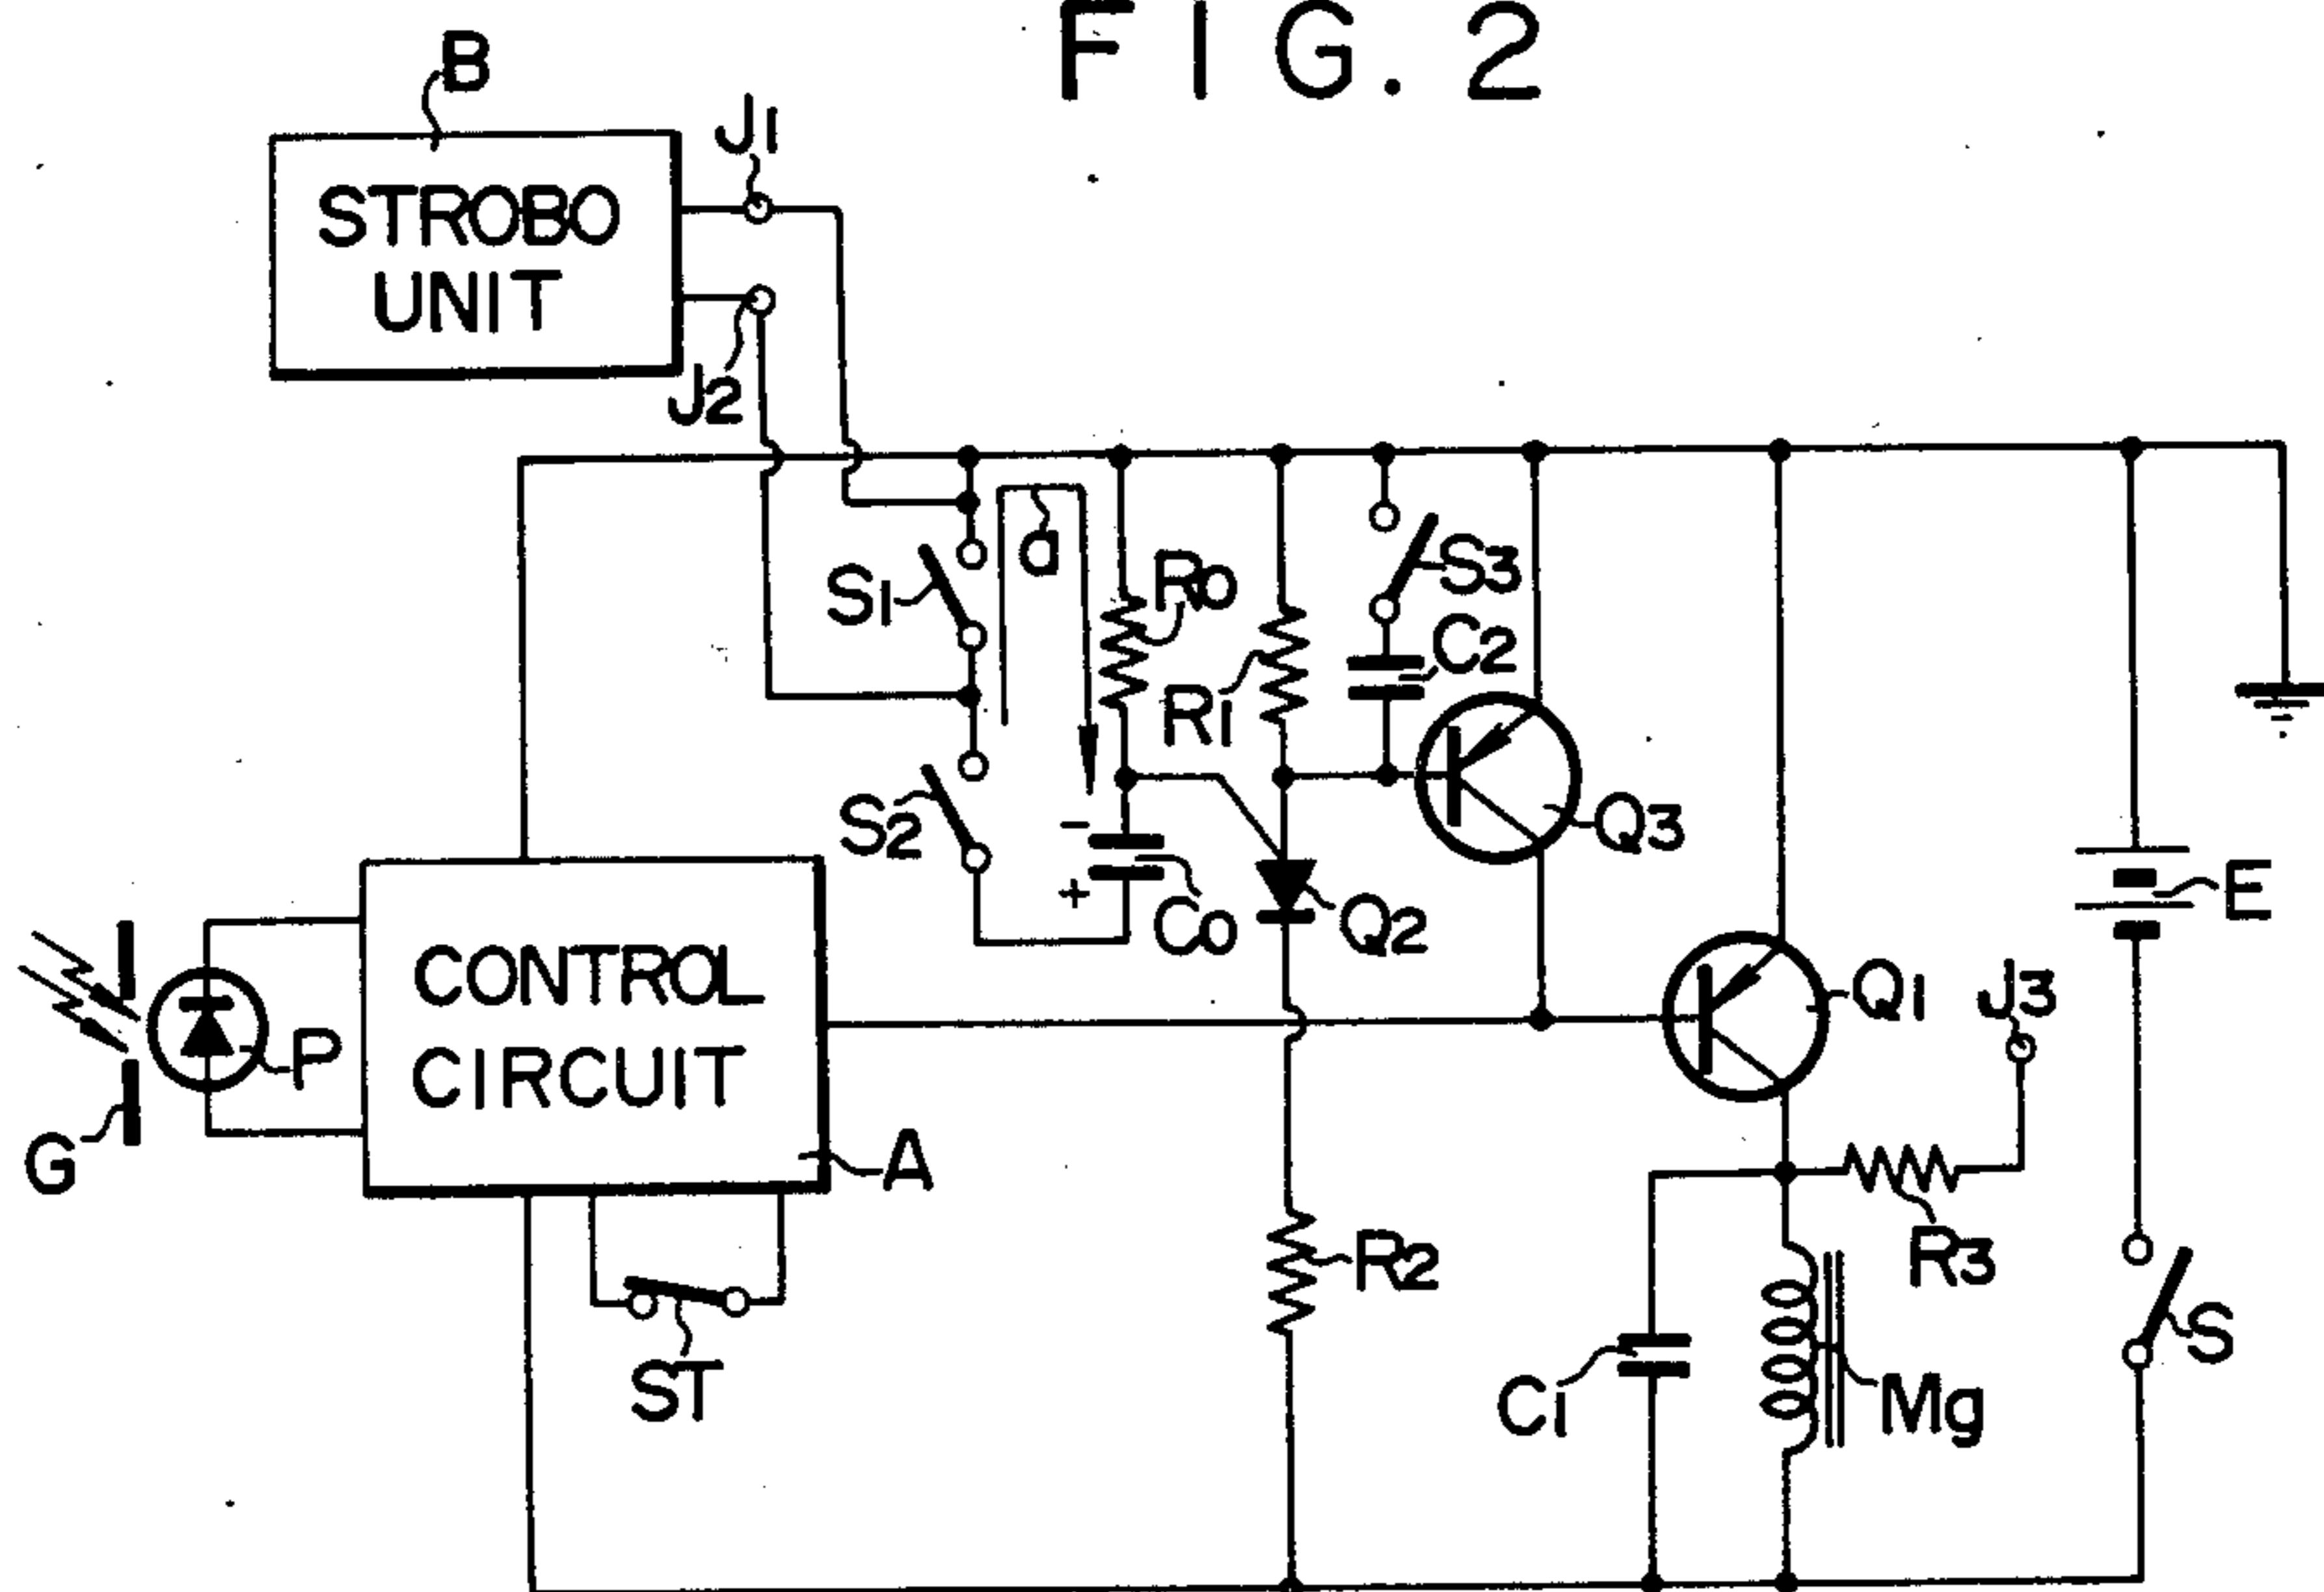 FIG. 2
B
STROBO
UNIT
J1
J2
S1
a
R0
S3
C2
R1
S2
-
+
C0
Q3
Q2
E
CONTROL
CIRCUIT
P
G
A
Q1
J3
R3
R2
ST
C1
Mg
S